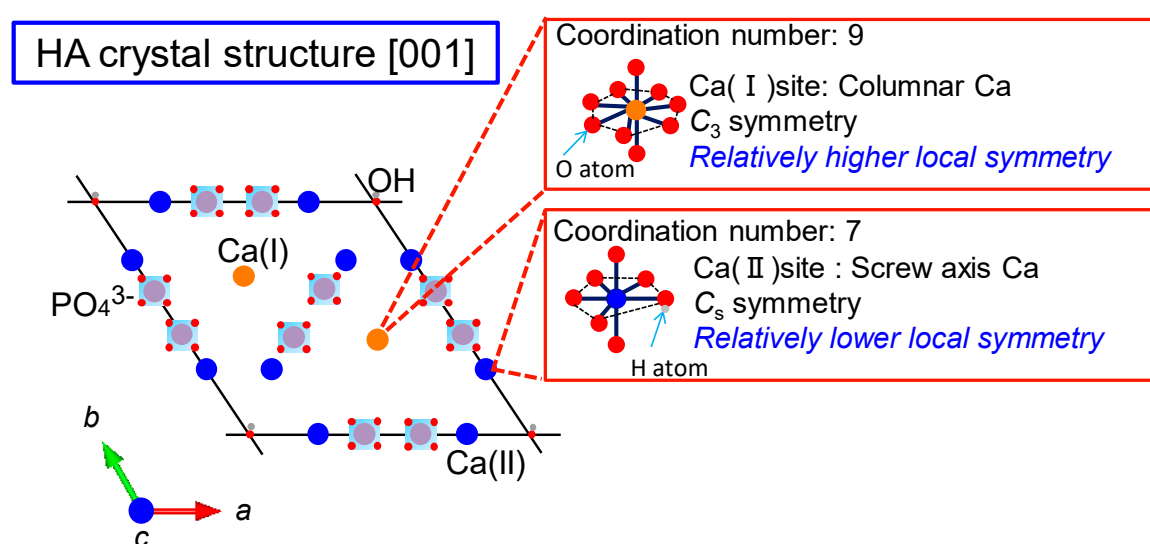 HA crystal structure [001]
Coordination number: 9
Ca(Ⅰ)site: Columnar Ca
C3 symmetry
Relatively higher local symmetry
O atom
OH
Ca(I)
PO₄³⁻
Coordination number: 7
Ca(Ⅱ)site : Screw axis Ca
Cs symmetry
Relatively lower local symmetry
H atom
Ca(II)
b
a
c